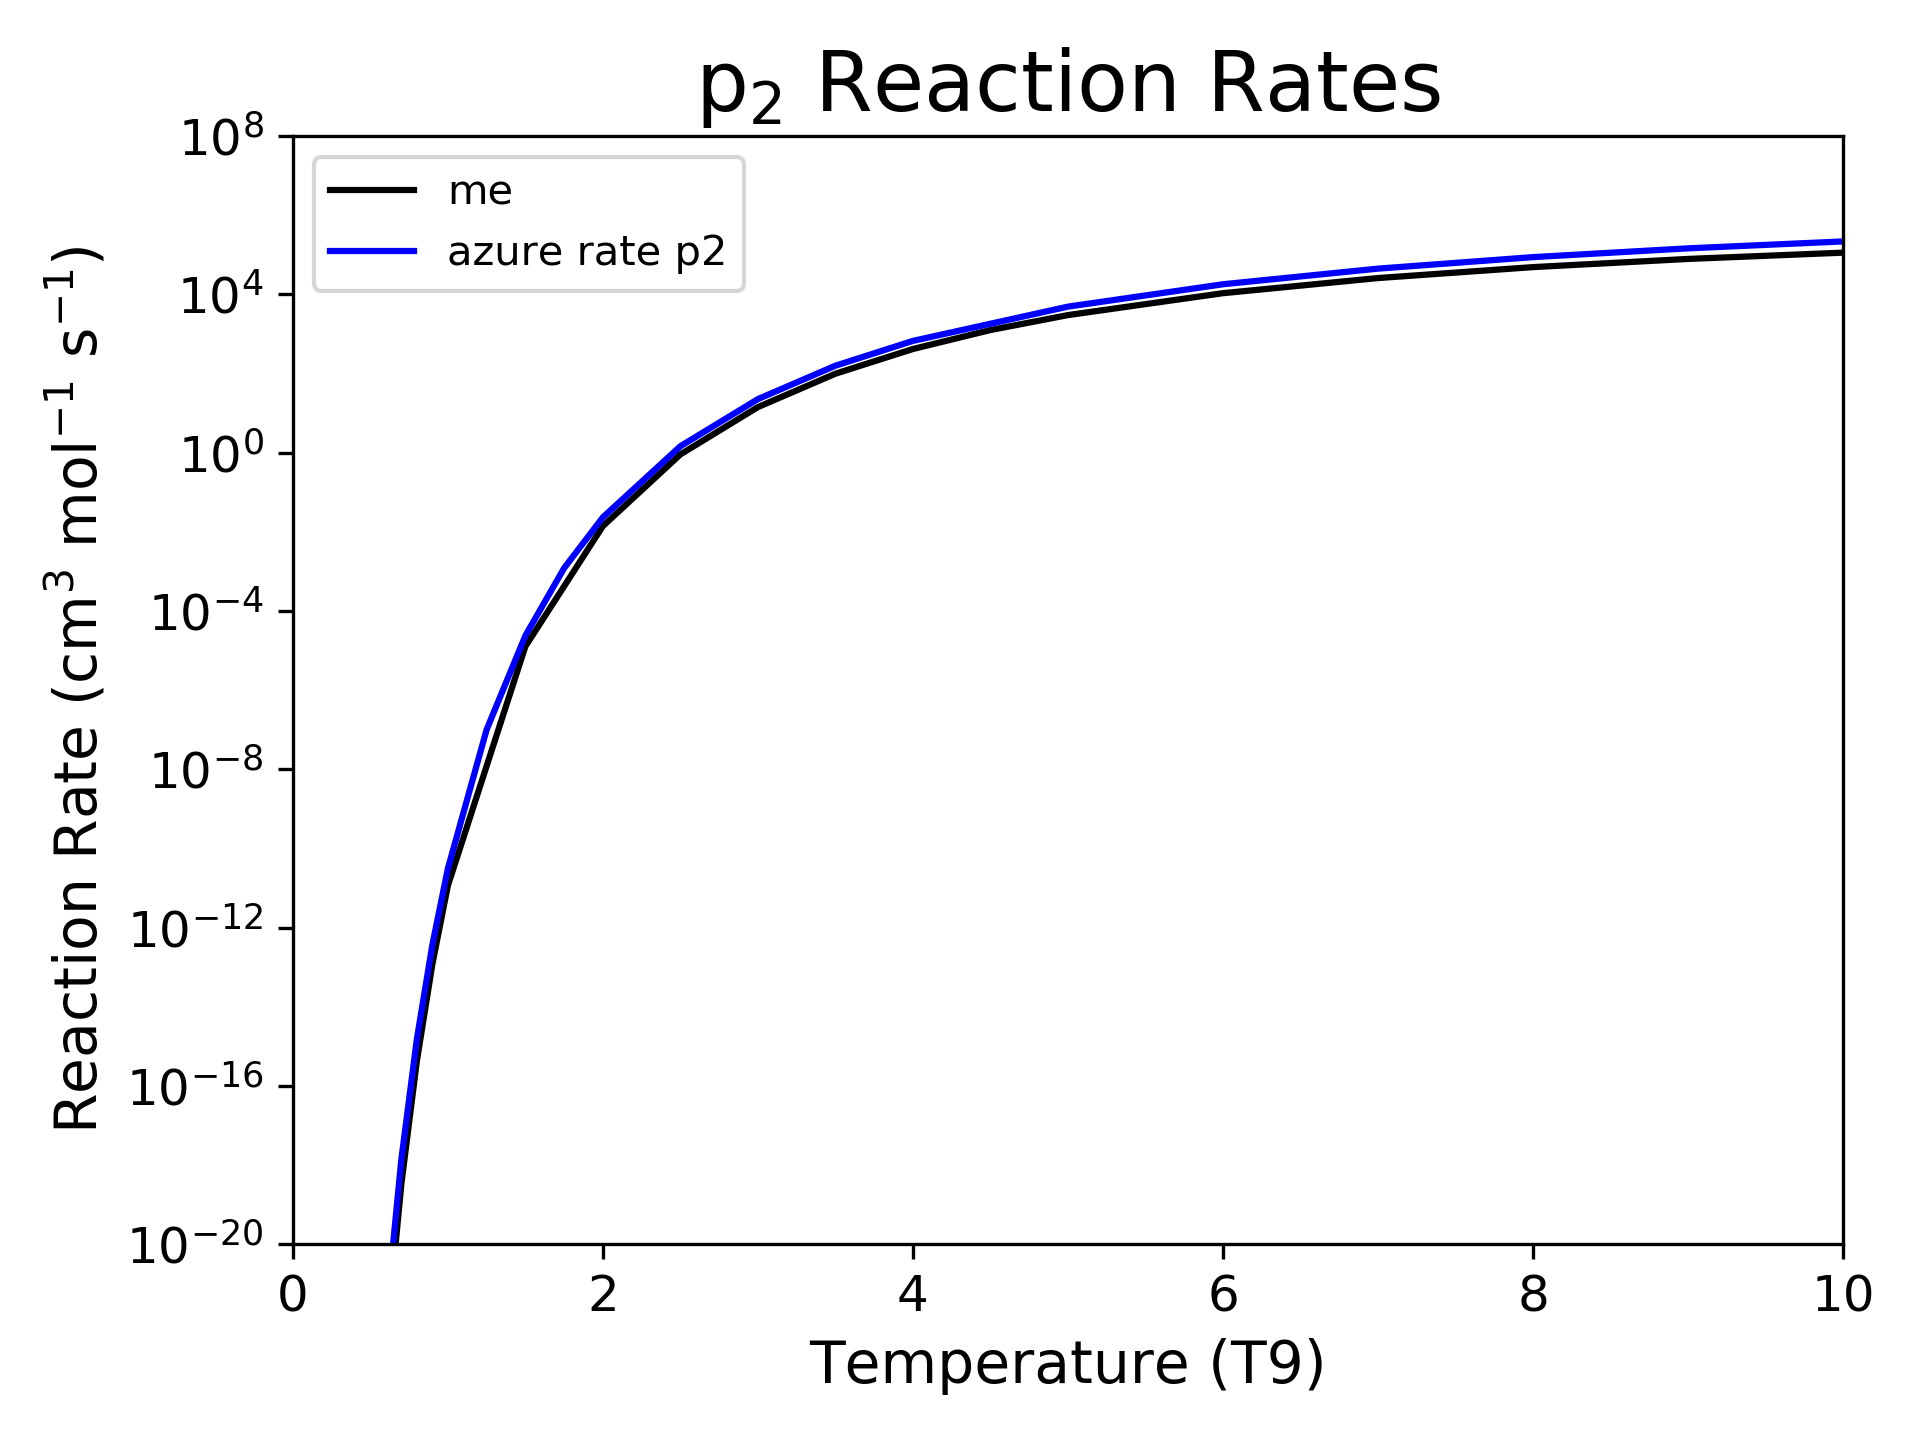 p₂ Reaction Rates
me
azure rate p2
Reaction Rate (cm³ mol⁻¹ s⁻¹)
10⁸
10⁴
10⁰
10⁻⁴
10⁻⁸
10⁻¹²
10⁻¹⁶
10⁻²⁰
0 2 4 6 8 10
Temperature (T9)